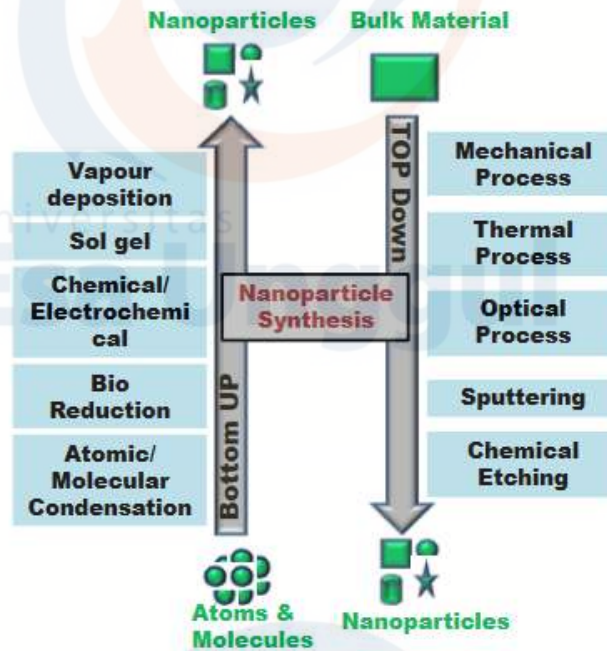 Nanoparticles
Bulk Material
Vapour
deposition
Sol gel
Chemical/
Electrochemi
cal
Bio
Reduction
Atomic/
Molecular
Condensation
Bottom UP
Nanoparticle
Synthesis
TOP Down
Mechanical
Process
Thermal
Process
Optical
Process
Sputtering
Chemical
Etching
Atoms &
Molecules
Nanoparticles